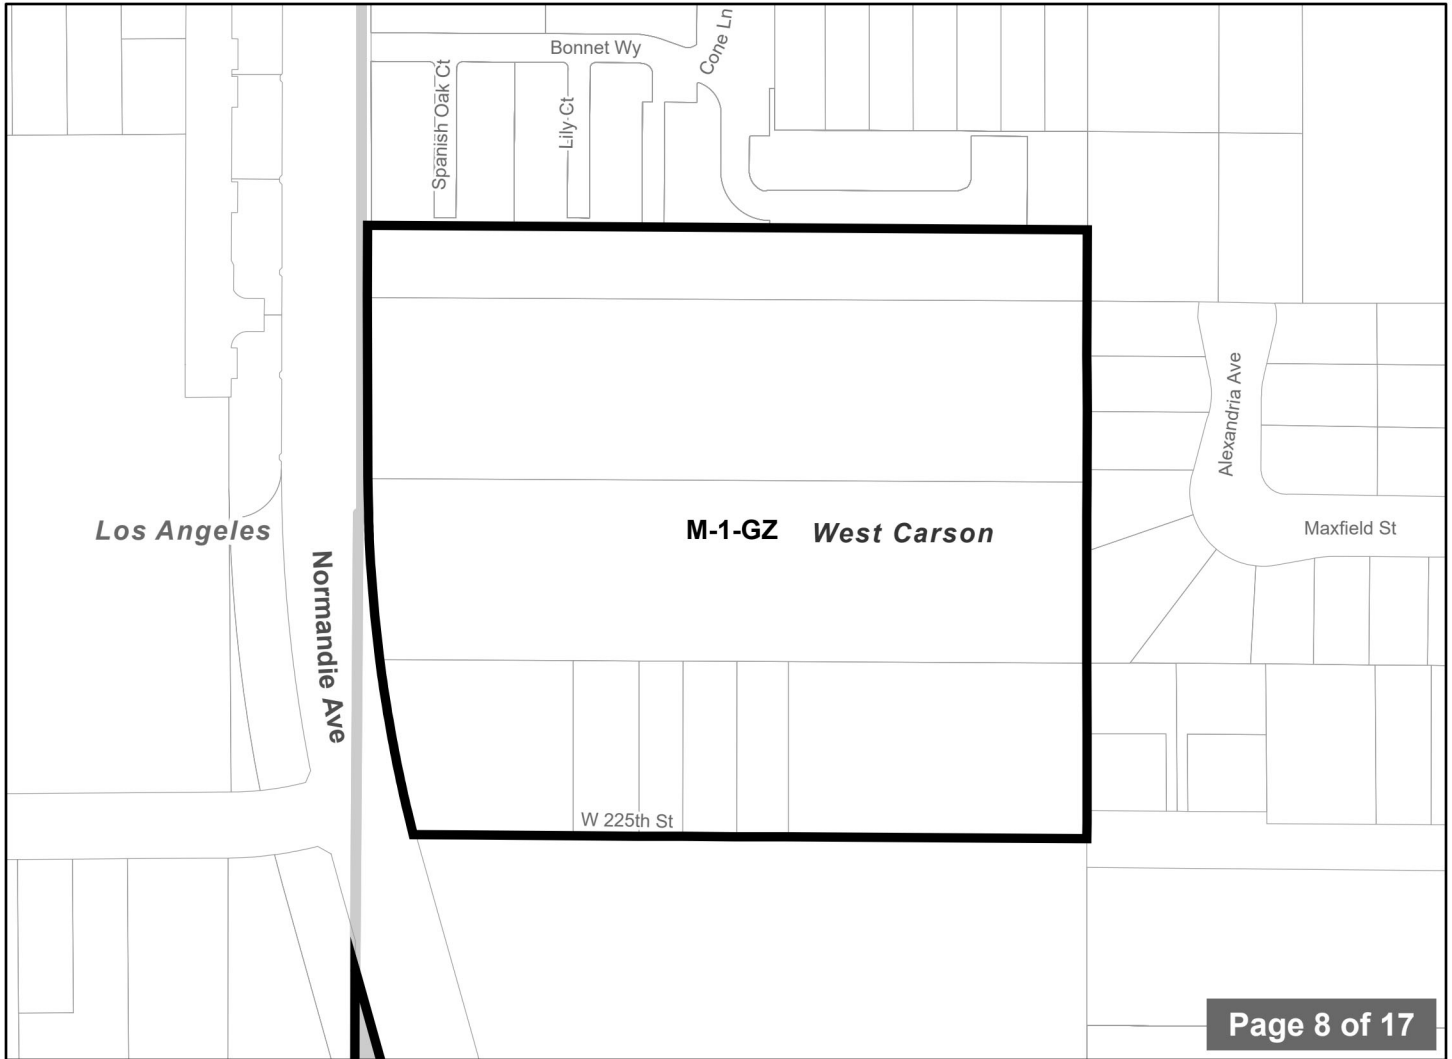 Bonnet Wy
Cone Ln
Spanish Oak Ct
Lily Ct
Alexandria Ave
Los Angeles
M-1-GZ
West Carson
Maxfield St
Normandie Ave
W 225th St
Page 8 of 17